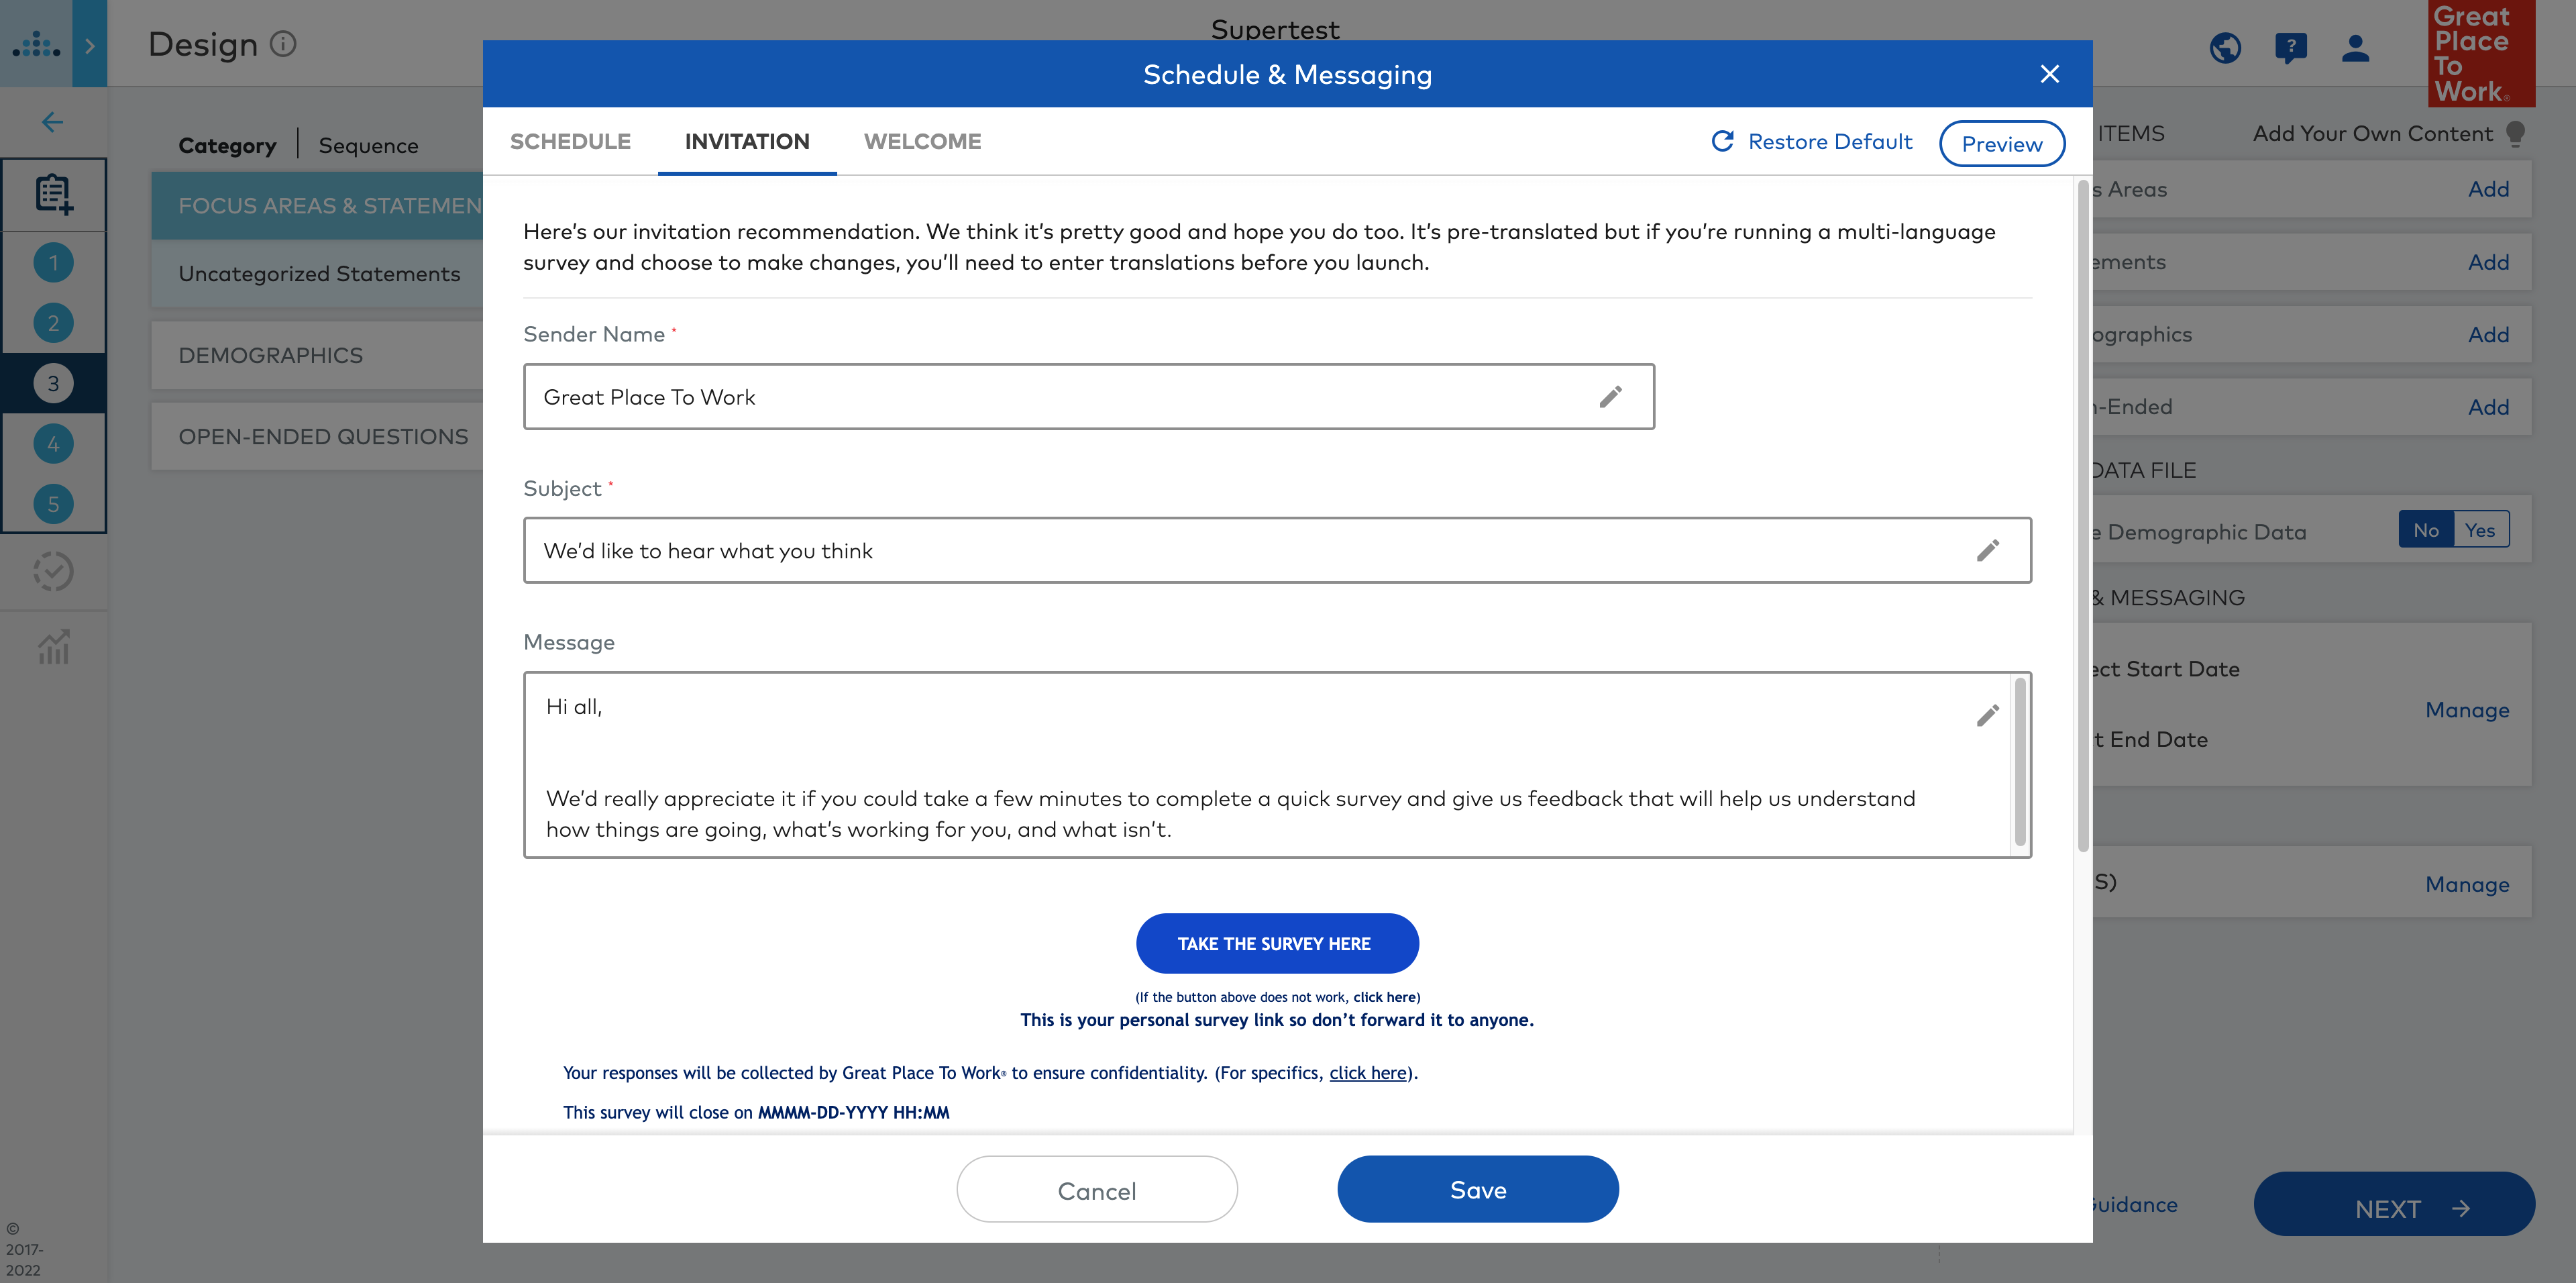 Design
Supertest
Great
Place
To
Work®
Schedule & Messaging
SCHEDULE
INVITATION
WELCOME
Restore Default
Preview
Category
Sequence
FOCUS AREAS & STATEMEN
Uncategorized Statements
DEMOGRAPHICS
OPEN-ENDED QUESTIONS
1
2
3
4
5
© 
2017-
2022
Here's our invitation recommendation. We think it's pretty good and hope you do too. It's pre-translated but if you're running a multi-language
survey and choose to make changes, you'll need to enter translations before you launch.
Sender Name *
Great Place To Work
Subject *
We'd like to hear what you think
Message
Hi all,
We'd really appreciate it if you could take a few minutes to complete a quick survey and give us feedback that will help us understand
how things are going, what's working for you, and what isn't.
TAKE THE SURVEY HERE
(If the button above does not work, click here)
This is your personal survey link so don't forward it to anyone.
Your responses will be collected by Great Place To Work® to ensure confidentiality. (For specifics, click here).
This survey will close on MMMM-DD-YYYY HH:MM
Cancel
Save
ITEMS
Add Your Own Content
s Areas
Add
ements
Add
ographics
Add
n-Ended
Add
DATA FILE
e Demographic Data
No
Yes
& MESSAGING
ect Start Date
Manage
t End Date
S)
Manage
Guidance
NEXT